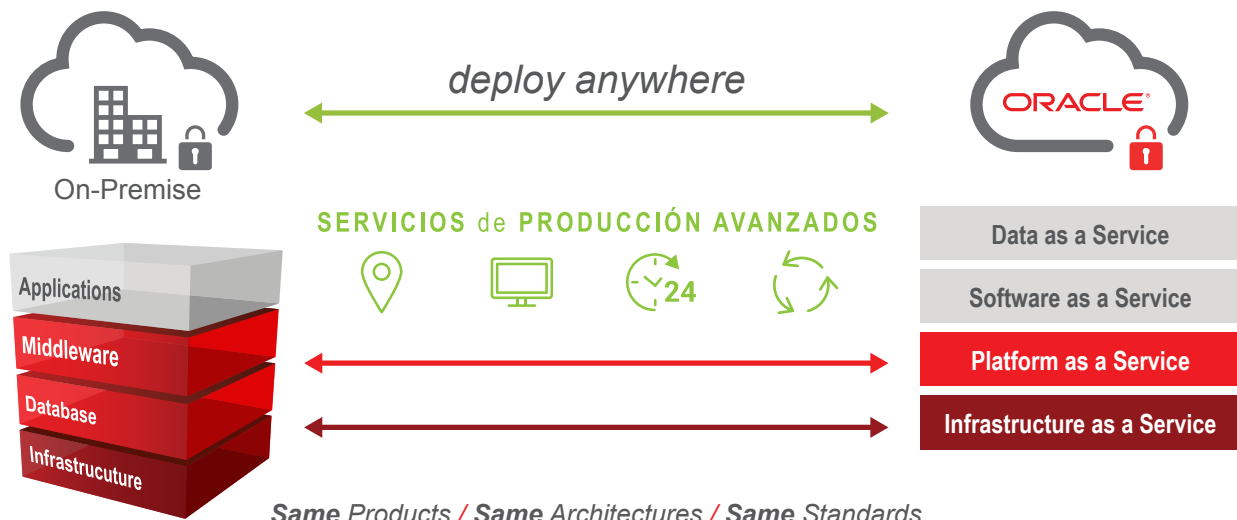 deploy anywhere
ORACLE®
On-Premise
SERVICIOS de PRODUCCIÓN AVANZADOS
24
Applications
Middleware
Database
Infrastrucuture
Data as a Service
Software as a Service
Platform as a Service
Infrastructure as a Service
Same Products / Same Architectures / Same Standards